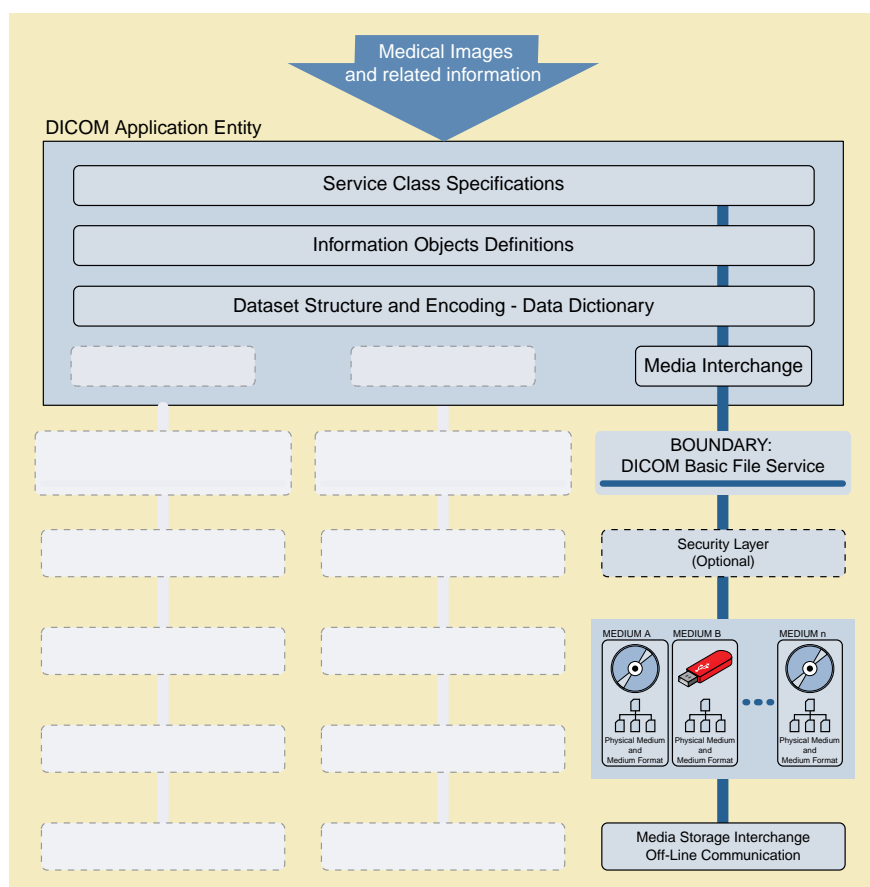 Medical Images
and related information
DICOM Application Entity
Service Class Specifications
Information Objects Definitions
Dataset Structure and Encoding - Data Dictionary
Media Interchange
BOUNDARY:
DICOM Basic File Service
Security Layer
(Optional)
MEDIUM A
Physical Medium
and
Medium Format
MEDIUM B
Physical Medium
and
Medium Format
MEDIUM n
Physical Medium
and
Medium Format
Media Storage Interchange
Off-Line Communication